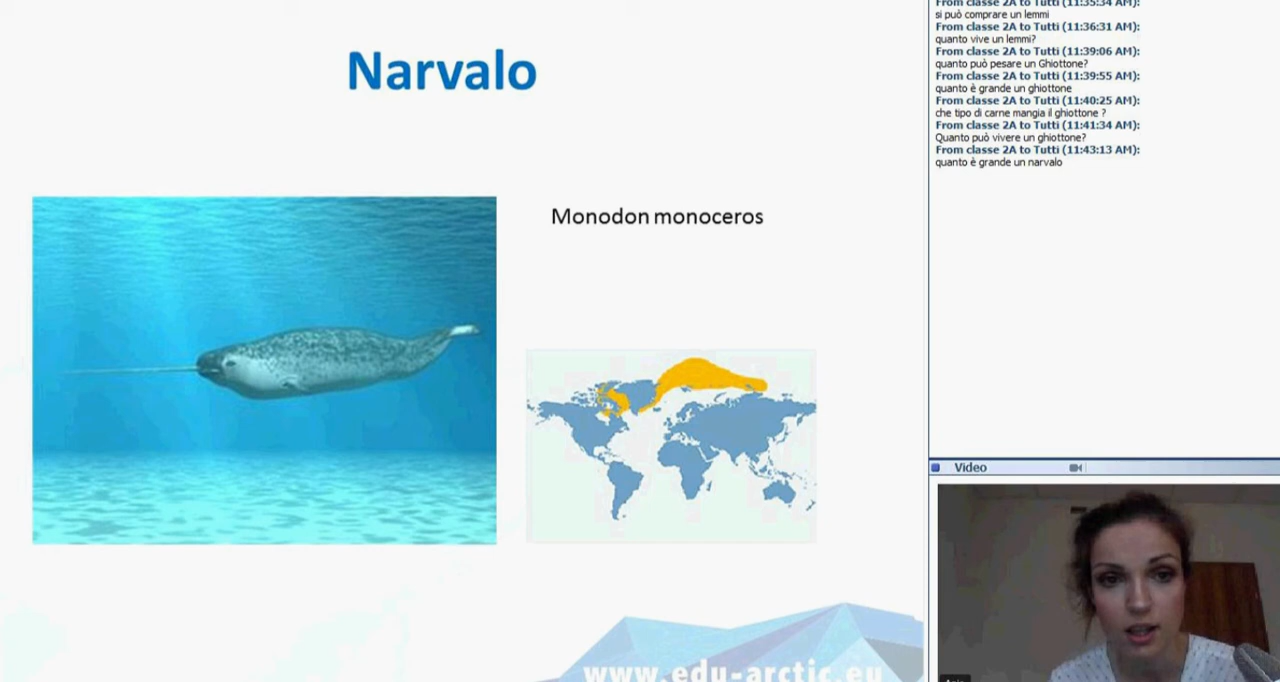 Narvalo
Monodon monoceros
www.edu-arctic.eu
From classe 2A to Tutti (11:35:34 AM):
si può comprare un lemmi
From classe 2A to Tutti (11:36:31 AM):
quanto vive un lemmi?
From classe 2A to Tutti (11:39:06 AM):
quanto può pesare un Ghiottone?
From classe 2A to Tutti (11:39:55 AM):
quanto è grande un ghiottone
From classe 2A to Tutti (11:40:25 AM):
che tipo di carne mangia il ghiottone ?
From classe 2A to Tutti (11:41:34 AM):
Quanto può vivere un ghiottone?
From classe 2A to Tutti (11:43:13 AM):
quanto è grande un narvalo
Video